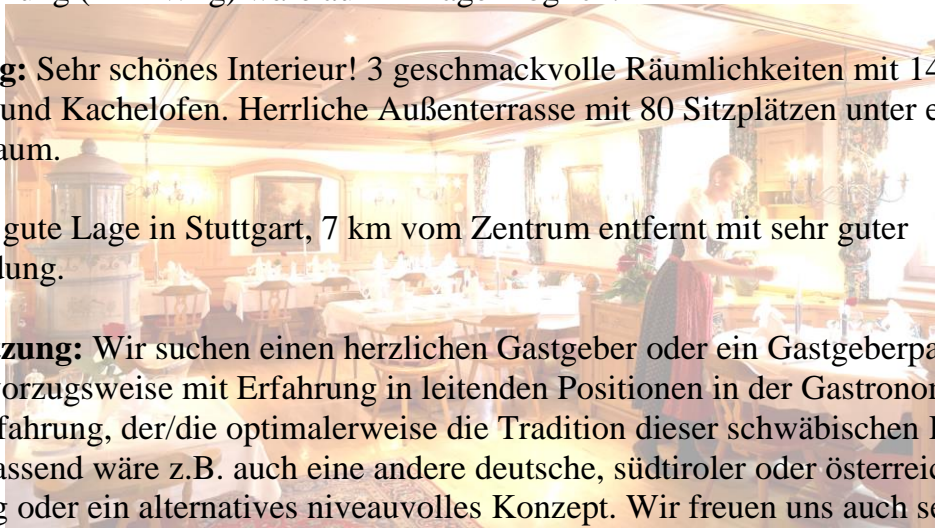 g: Sehr schönes Interieur! 3 geschmackvolle Räumlichkeiten mit 14
und Kachelofen. Herrliche Außenterrasse mit 80 Sitzplätzen unter e
aum.
gute Lage in Stuttgart, 7 km vom Zentrum entfernt mit sehr guter
dung.
zung: Wir suchen einen herzlichen Gastgeber oder ein Gastgeberpa
vorzugsweise mit Erfahrung in leitenden Positionen in der Gastronom
fahrung, der/die optimalerweise die Tradition dieser schwäbischen
assend wäre z.B. auch eine andere deutsche, südtiroler oder österreic
g oder ein alternatives niveauvolles Konzept. Wir freuen uns auch se